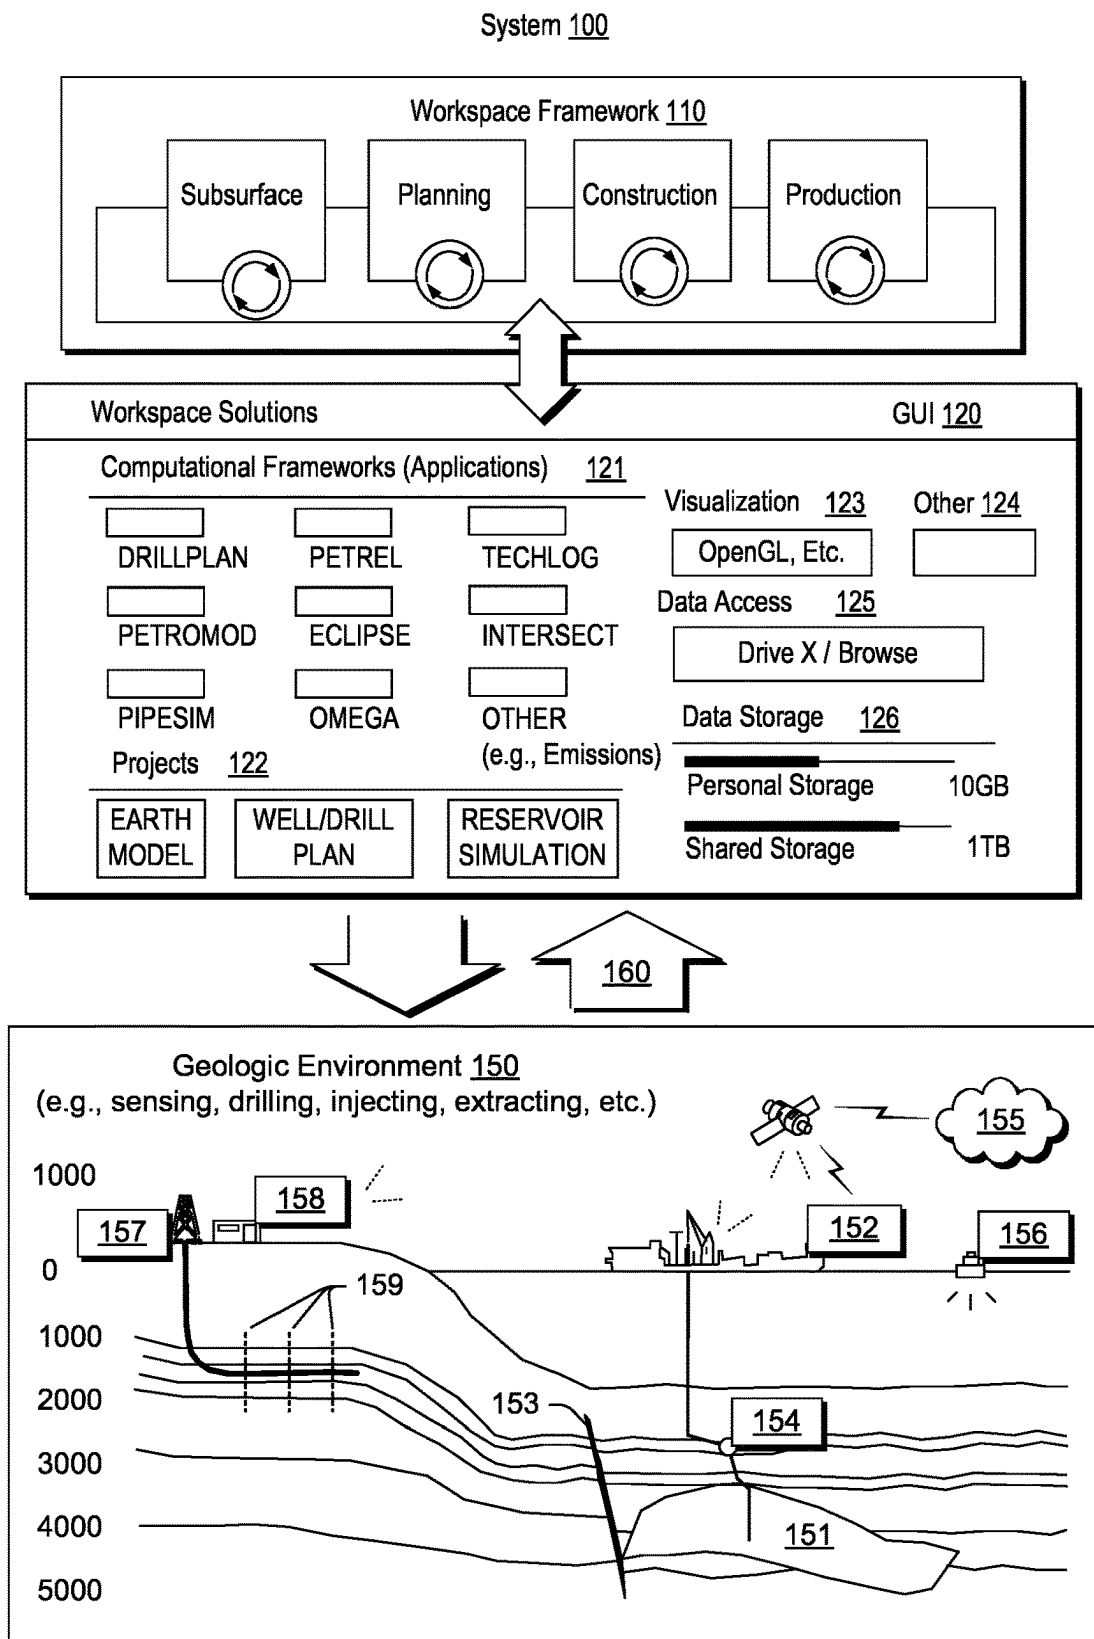 System 100
Workspace Framework 110
Subsurface Planning Construction Production
Workspace Solutions GUI 120
Computational Frameworks (Applications) 121
DRILLPLAN PETREL TECHLOG
PETROMOD ECLIPSE INTERSECT
PIPESIM OMEGA OTHER
(e.g., Emissions)
Projects 122
EARTH
MODEL
WELL/DRILL
PLAN
RESERVOIR
SIMULATION
Visualization 123 Other 124
OpenGL, Etc.
Data Access 125
Drive X / Browse
Data Storage 126
Personal Storage 10GB
Shared Storage 1TB
160
Geologic Environment 150
(e.g., sensing, drilling, injecting, extracting, etc.)
155
1000
158
157
152
156
0
159
1000
2000
153
154
3000
4000
151
5000